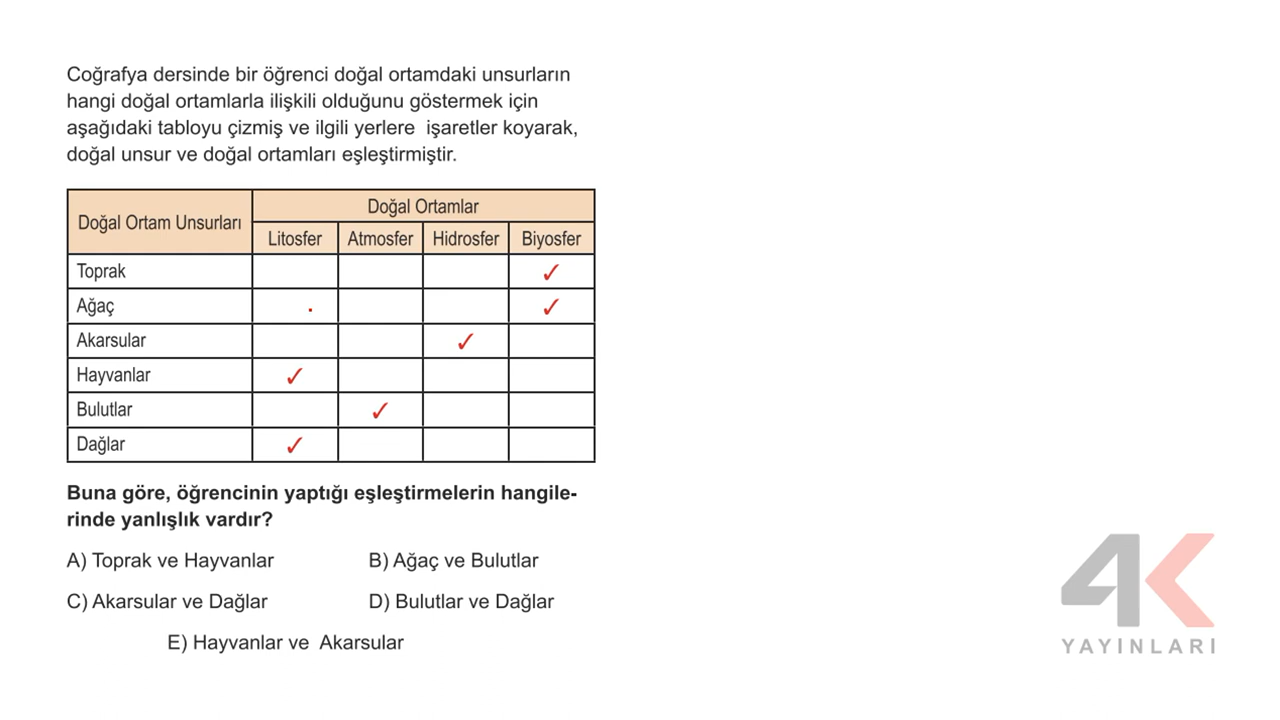 Coğrafya dersinde bir öğrenci doğal ortamdaki unsurların
hangi doğal ortamlarla ilişkili olduğunu göstermek için
aşağıdaki tabloyu çizmiş ve ilgili yerlere işaretler koyarak,
doğal unsur ve doğal ortamları eşleştirmiştir.
Doğal Ortam Unsurları
Doğal Ortamlar
Litosfer Atmosfer Hidrosfer Biyosfer
Toprak ✓
Ağaç ✓
Akarsular ✓
Hayvanlar ✓
Bulutlar ✓
Dağlar ✓
Buna göre, öğrencinin yaptığı eşleştirmelerin hangile-
rinde yanlışlık vardır?
A) Toprak ve Hayvanlar B) Ağaç ve Bulutlar
C) Akarsular ve Dağlar D) Bulutlar ve Dağlar
E) Hayvanlar ve Akarsular
4K
YAYINLARI